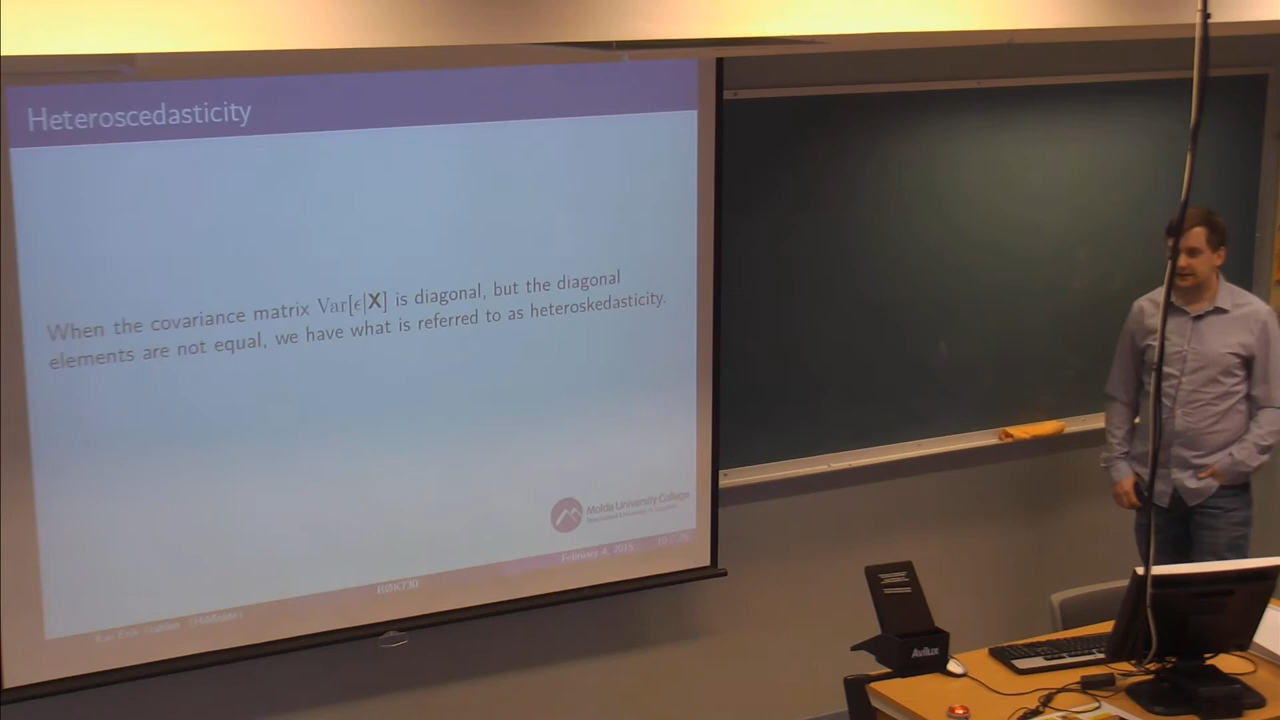 Heteroscedasticity
When the covariance matrix Var[ϵ|X] is diagonal, but the diagonal
elements are not equal, we have what is referred to as heteroskedasticity.
Molde University College
February 4, 2015
RØK730
Avilux